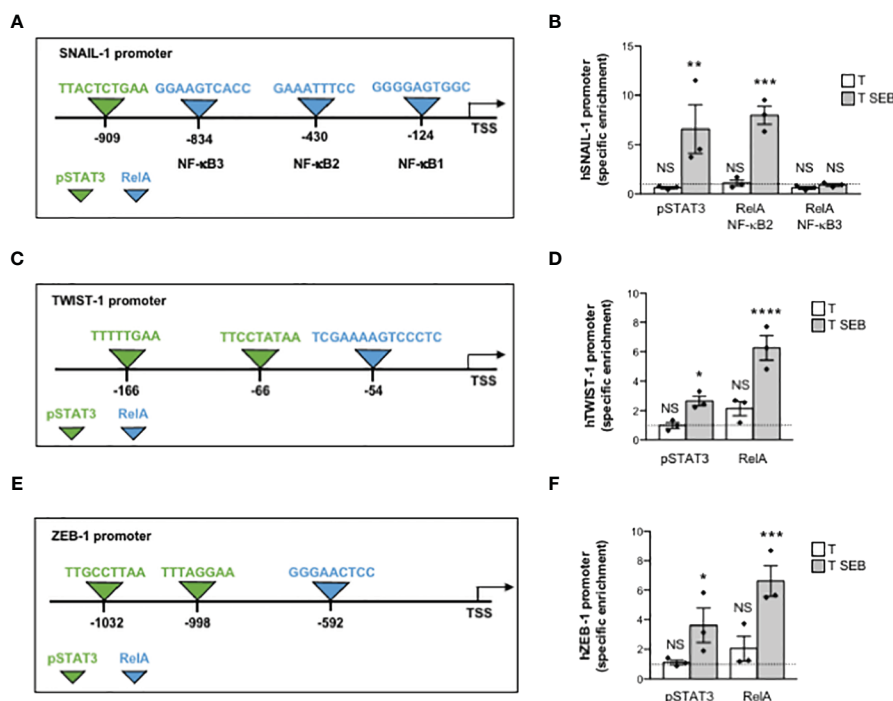 A
SNAIL-1 promoter
TTACTCTGAA GGAAGTCACC GAAATTTCC GGGGAGTGGC
-909 -834 -430 -124 TSS
NF-κB3 NF-κB2 NF-κB1
pSTAT3 RelA
B
hSNAIL-1 promoter
(specific enrichment)
15
10
5
0
NS ** NS *** NS NS
pSTAT3 RelA RelA
NF-κB2 NF-κB3
T
T SEB
C
TWIST-1 promoter
TTTTTGAA TTCCTATAA TCGAAAAGTCCCTC
-166 -66 -54 TSS
pSTAT3 RelA
D
hTWIST-1 promoter
(specific enrichment)
10
8
6
4
2
0
NS * NS ****
pSTAT3 RelA
T
T SEB
E
ZEB-1 promoter
TTGCCTTAA TTTAGGAA GGGAACTCC
-1032 -998 -592 TSS
pSTAT3 RelA
F
hZEB-1 promoter
(specific enrichment)
10
8
6
4
2
0
NS * NS ***
pSTAT3 RelA
T
T SEB